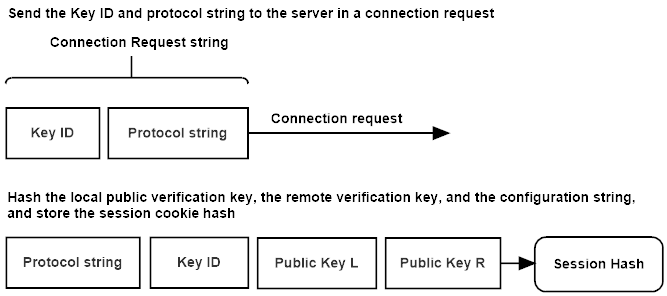 Send the Key ID and protocol string to the server in a connection request
Connection Request string
Key ID
Protocol string
Connection request
Hash the local public verification key, the remote verification key, and the configuration string,
and store the session cookie hash
Protocol string
Key ID
Public Key L
Public Key R
Session Hash